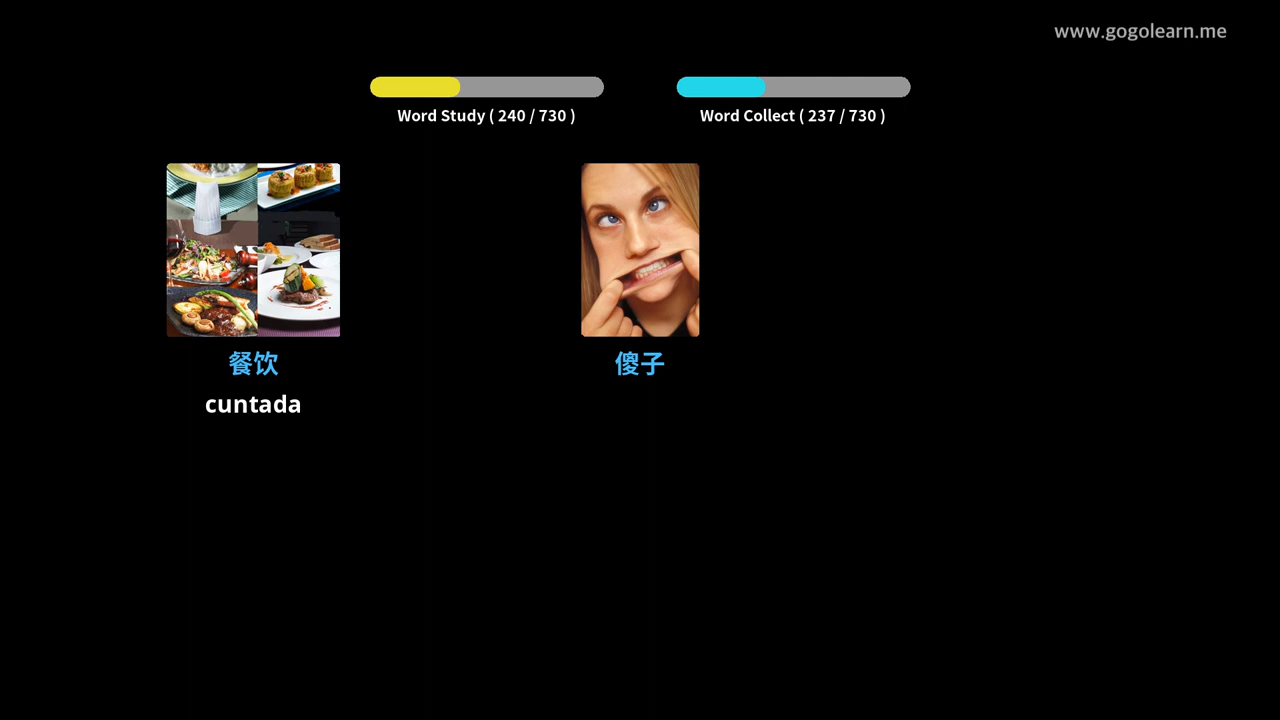 www.gogolearn.me
Word Study ( 240 / 730 )
Word Collect ( 237 / 730 )
餐饮
傻子
cuntada